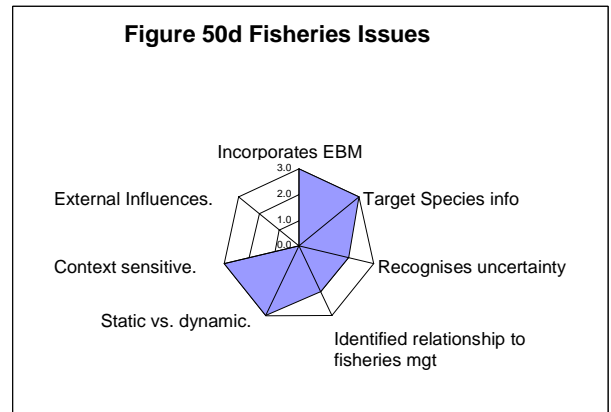 Figure 50d Fisheries Issues
Incorporates EBM
3.0
External Influences.
2.0
Target Species info
1.0
0.0
Context sensitive.
Recognises uncertainty
Static vs. dynamic.
Identified relationship to
fisheries mgt